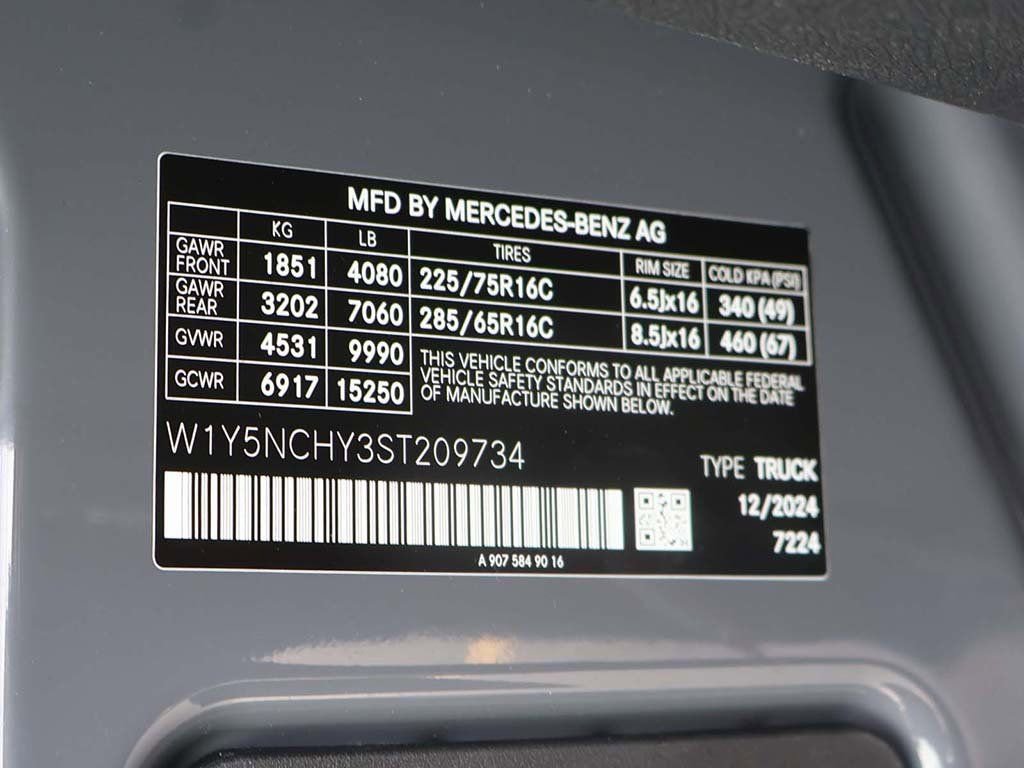 MFD BY MERCEDES-BENZ AG
KG LB TIRES RIM SIZE COLD KPA (PSI)
GAWR FRONT 1851 4080 225/75R16C 6.5Jx16 340 (49)
GAWR REAR 3202 7060 285/65R16C 8.5Jx16 460 (67)
GVWR 4531 9990
GCWR 6917 15250
THIS VEHICLE CONFORMS TO ALL APPLICABLE FEDERAL
VEHICLE SAFETY STANDARDS IN EFFECT ON THE DATE
OF MANUFACTURE SHOWN BELOW.
W1Y5NCHY3ST209734
TYPE TRUCK
12/2024
7224
A 907 584 90 16